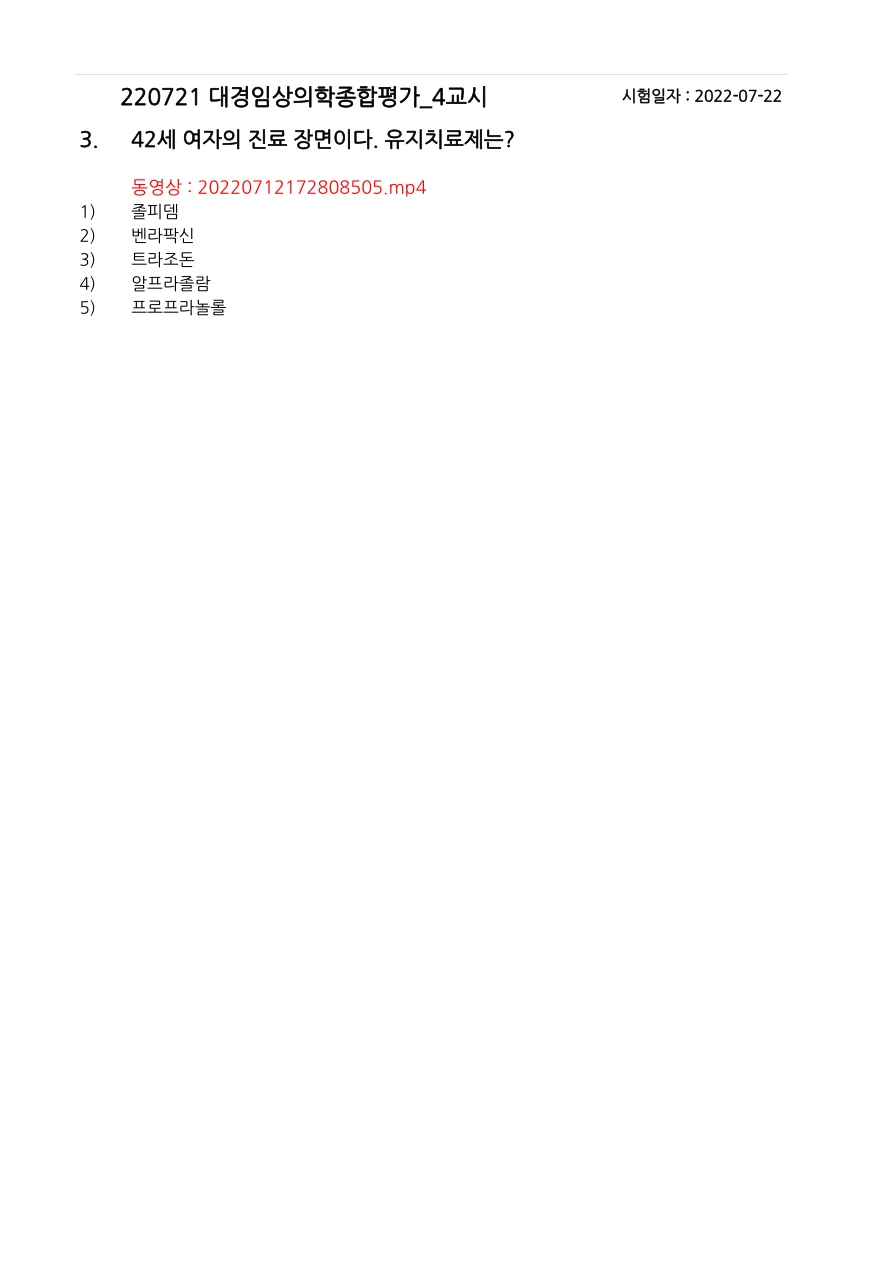 220721 대경임상의학종합평가_4교시 시험일자 : 2022-07-22
3. 42세 여자의 진료 장면이다. 유지치료제는?
동영상 : 20220712172808505.mp4
1) 졸피뎀
2) 벤라팍신
3) 트라조돈
4) 알프라졸람
5) 프로프라놀롤